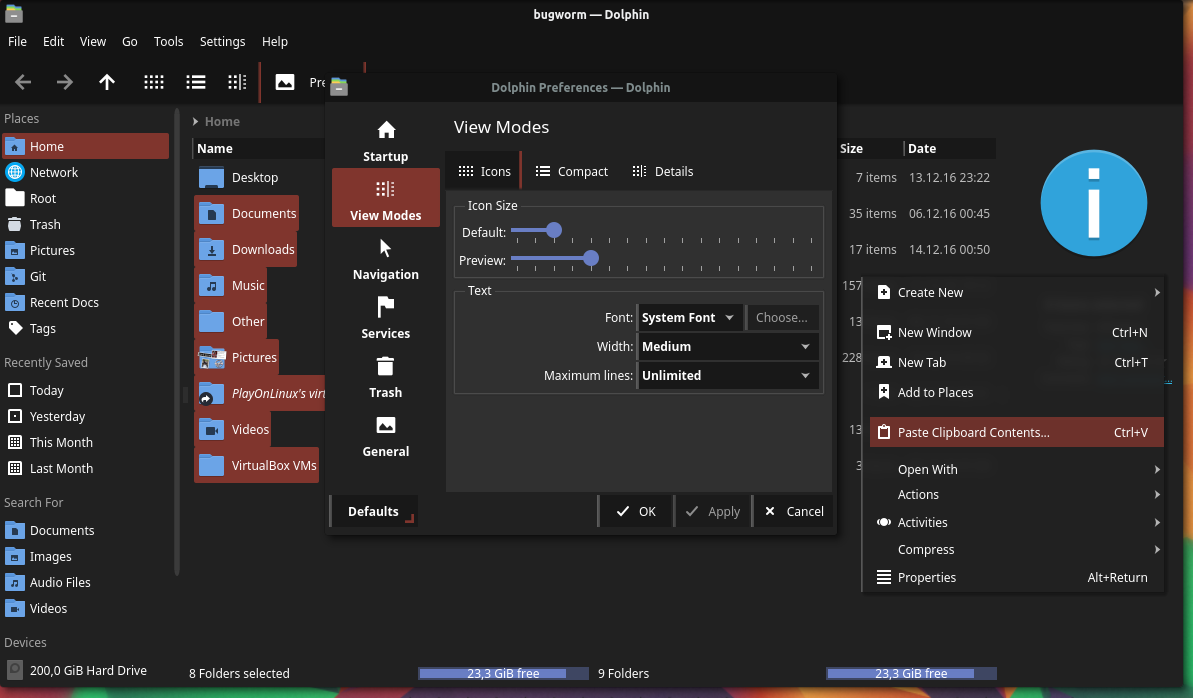 bugworm — Dolphin
File Edit View Go Tools Settings Help
Pre
Places
Home
Network
Root
Trash
Pictures
Git
Recent Docs
Tags
Recently Saved
Today
Yesterday
This Month
Last Month
Search For
Documents
Images
Audio Files
Videos
Devices
200,0 GiB Hard Drive
Home
Name
Desktop
Documents
Downloads
Music
Other
Pictures
PlayOnLinux's virt
Videos
VirtualBox VMs
Dolphin Preferences — Dolphin
Startup
View Modes
Navigation
Services
Trash
General
View Modes
Icons Compact Details
Icon Size
Default:
Preview:
Text
Font: System Font Choose...
Width: Medium
Maximum lines: Unlimited
Defaults OK Apply Cancel
Size Date
7 items 13.12.16 23:22
35 items 06.12.16 00:45
17 items 14.12.16 00:50
157
13
228
13
3
Create New
New Window Ctrl+N
New Tab Ctrl+T
Add to Places
Paste Clipboard Contents... Ctrl+V
Open With
Actions
Activities
Compress
Properties Alt+Return
8 Folders selected 23,3 GiB free 9 Folders 23,3 GiB free